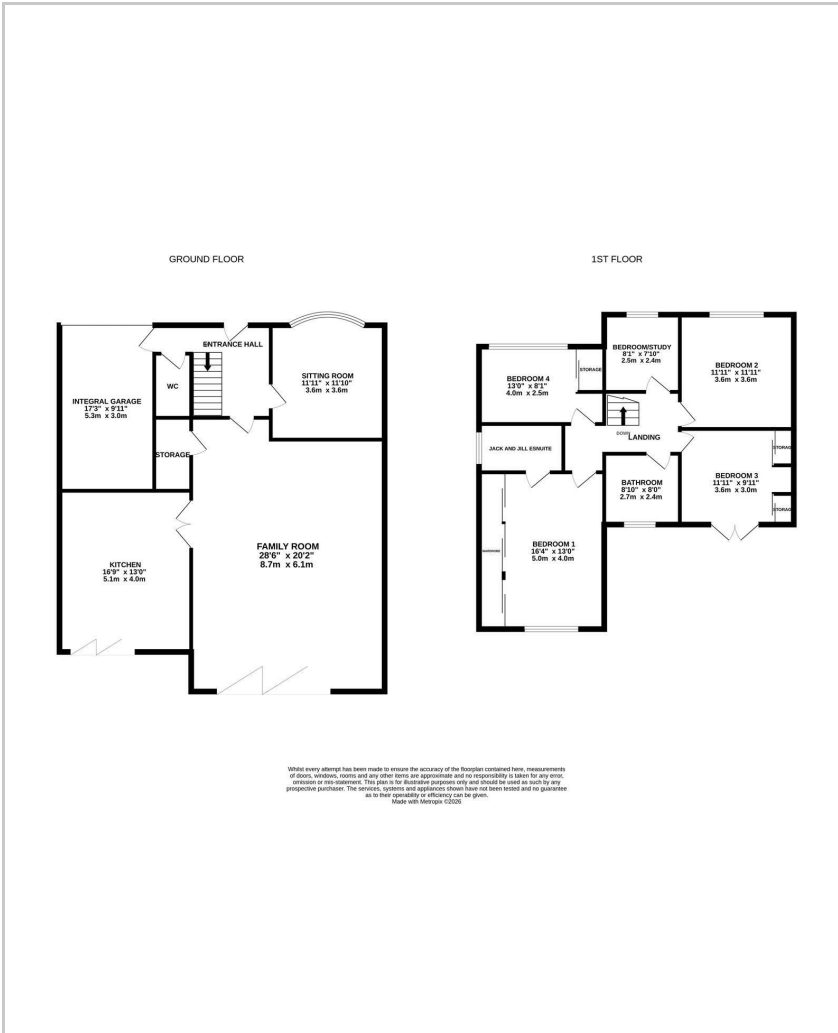 GROUND FLOOR
INTEGRAL GARAGE
17'3" x 9'11"
5.3m x 3.0m
WC
ENTRANCE HALL
SITTING ROOM
11'11" x 11'10"
3.6m x 3.6m
STORAGE
KITCHEN
16'9" x 13'0"
5.1m x 4.0m
FAMILY ROOM
28'6" x 20'2"
8.7m x 6.1m
1ST FLOOR
BEDROOM/STUDY
8'1" x 7'10"
2.5m x 2.4m
BEDROOM 2
11'11" x 11'11"
3.6m x 3.6m
BEDROOM 4
13'0" x 8'1"
4.0m x 2.5m
STORAGE
DOWN
LANDING
JACK AND JILL ESNUITE
BATHROOM
8'10" x 8'0"
2.7m x 2.4m
BEDROOM 3
11'11" x 9'11"
3.6m x 3.0m
STORAG
STORAG
BEDROOM 1
16'4" x 13'0"
5.0m x 4.0m
WARDROBE
Whilst every attempt has been made to ensure the accuracy of the floorplan contained here, measurements
of doors, windows, rooms and any other items are approximate and no responsibility is taken for any error,
omission or mis-statement. This plan is for illustrative purposes only and should be used as such by any
prospective purchaser. The services, systems and appliances shown have not been tested and no guarantee
as to their operability or efficiency can be given.
Made with Metropix ©2026